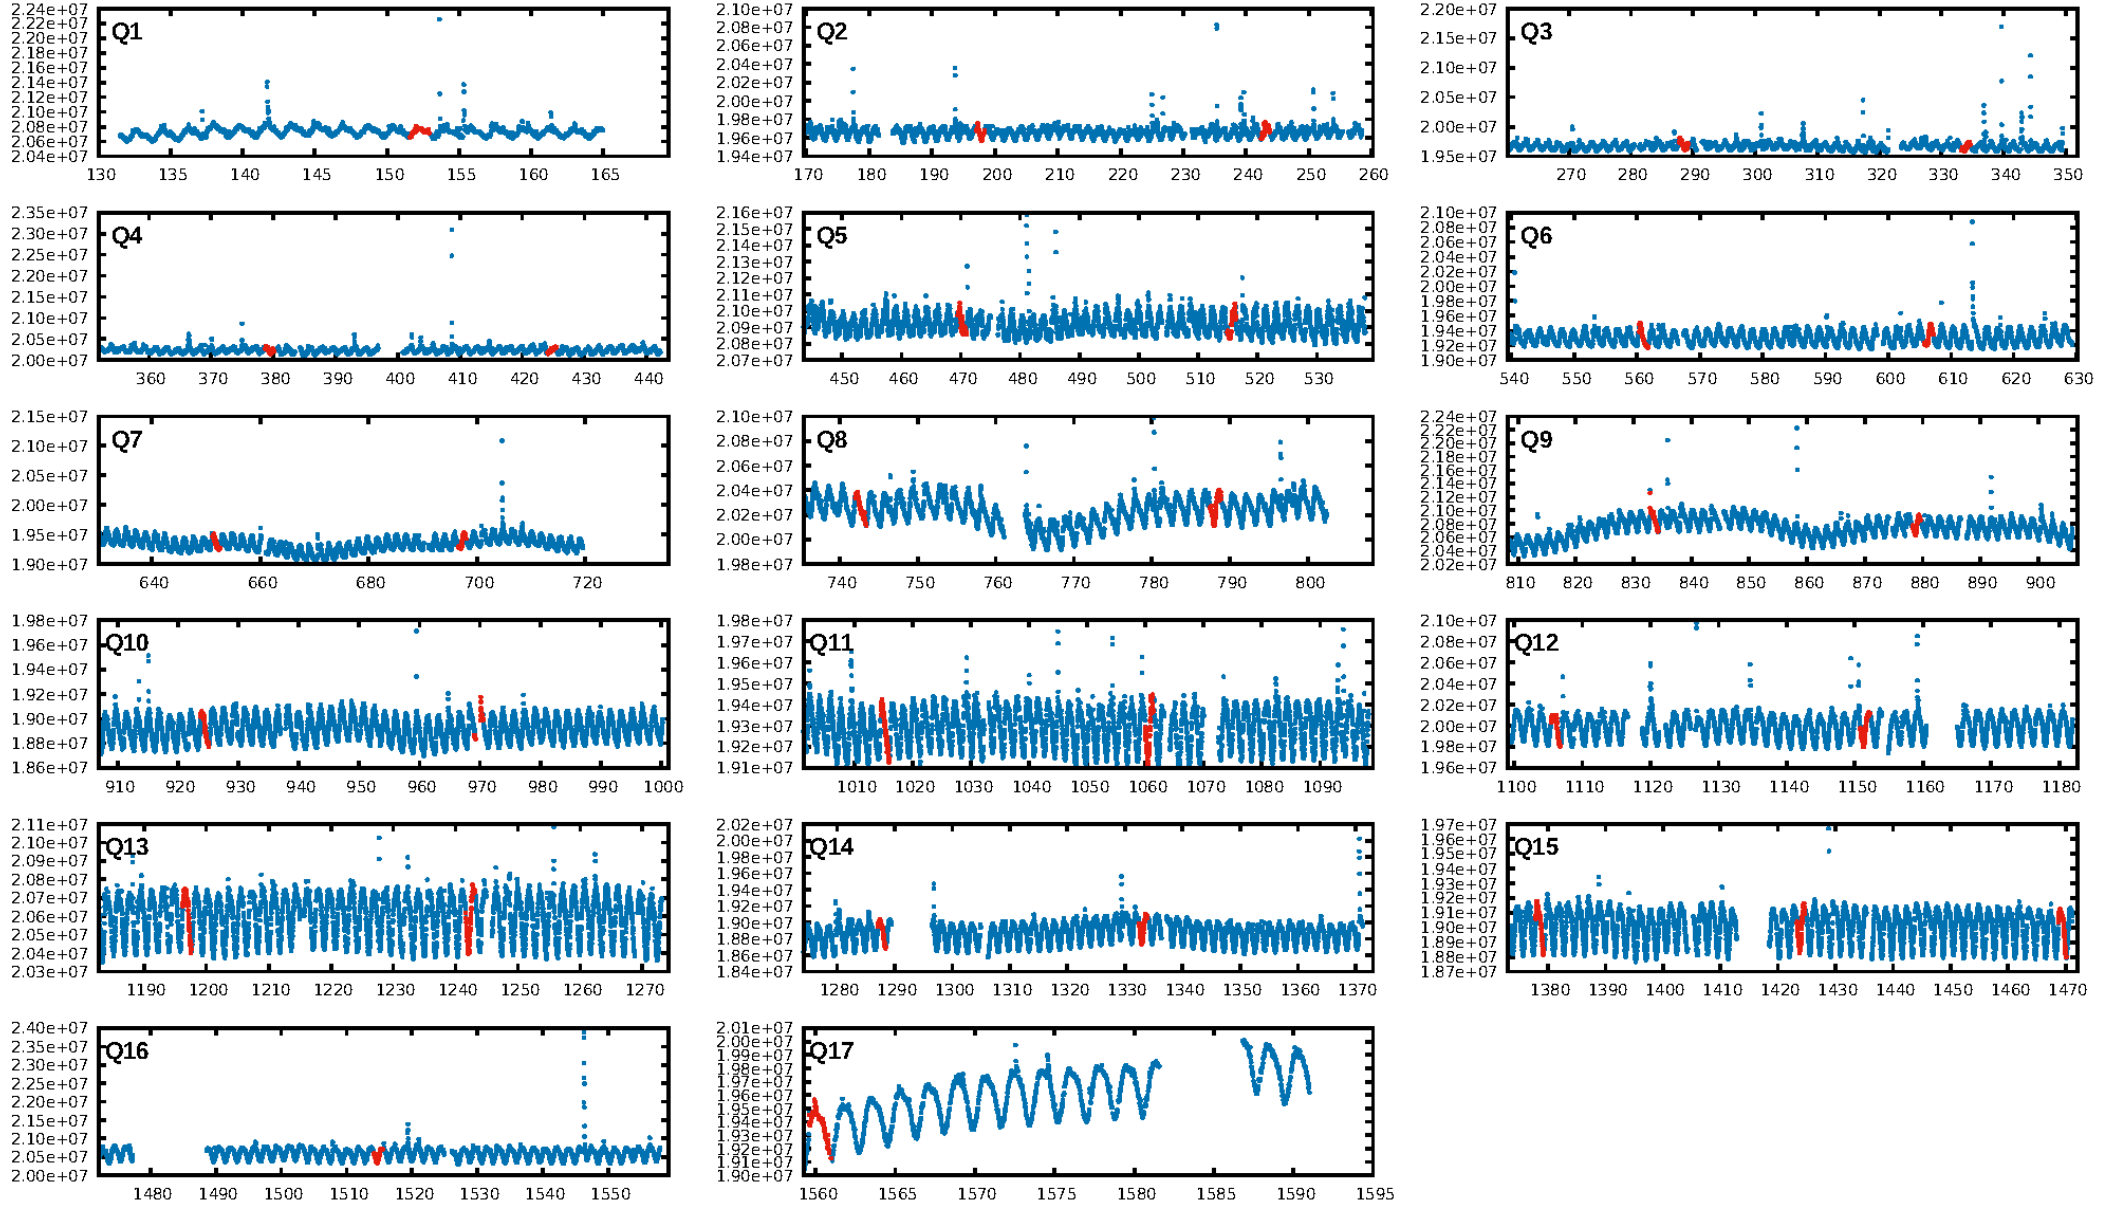 2.24e+07
2.22e+07
2.20e+07
2.18e+07
2.16e+07
2.14e+07
2.12e+07
2.10e+07
2.08e+07
2.06e+07
2.04e+07
Q1
130 135 140 145 150 155 160 165
2.10e+07
2.08e+07
2.06e+07
2.04e+07
2.02e+07
2.00e+07
1.98e+07
1.96e+07
1.94e+07
Q2
170 180 190 200 210 220 230 240 250 260
2.20e+07
2.15e+07
2.10e+07
2.05e+07
2.00e+07
1.95e+07
Q3
270 280 290 300 310 320 330 340 350
2.35e+07
2.30e+07
2.25e+07
2.20e+07
2.15e+07
2.10e+07
2.05e+07
2.00e+07
Q4
360 370 380 390 400 410 420 430 440
2.16e+07
2.15e+07
2.14e+07
2.13e+07
2.12e+07
2.11e+07
2.10e+07
2.09e+07
2.08e+07
2.07e+07
Q5
450 460 470 480 490 500 510 520 530
2.10e+07
2.08e+07
2.06e+07
2.04e+07
2.02e+07
2.00e+07
1.98e+07
1.96e+07
1.94e+07
1.92e+07
1.90e+07
Q6
540 550 560 570 580 590 600 610 620 630
2.15e+07
2.10e+07
2.05e+07
2.00e+07
1.95e+07
1.90e+07
Q7
640 660 680 700 720
2.10e+07
2.08e+07
2.06e+07
2.04e+07
2.02e+07
2.00e+07
1.98e+07
Q8
740 750 760 770 780 790 800
2.24e+07
2.22e+07
2.20e+07
2.18e+07
2.16e+07
2.14e+07
2.12e+07
2.10e+07
2.08e+07
2.06e+07
2.04e+07
2.02e+07
Q9
810 820 830 840 850 860 870 880 890 900
1.98e+07
1.96e+07
1.94e+07
1.92e+07
1.90e+07
1.88e+07
1.86e+07
Q10
910 920 930 940 950 960 970 980 990 1000
1.98e+07
1.97e+07
1.96e+07
1.95e+07
1.94e+07
1.93e+07
1.92e+07
1.91e+07
Q11
1010 1020 1030 1040 1050 1060 1070 1080 1090
2.10e+07
2.08e+07
2.06e+07
2.04e+07
2.02e+07
2.00e+07
1.98e+07
1.96e+07
Q12
1100 1110 1120 1130 1140 1150 1160 1170 1180
2.11e+07
2.10e+07
2.09e+07
2.08e+07
2.07e+07
2.06e+07
2.05e+07
2.04e+07
2.03e+07
Q13
1190 1200 1210 1220 1230 1240 1250 1260 1270
2.02e+07
2.00e+07
1.98e+07
1.96e+07
1.94e+07
1.92e+07
1.90e+07
1.88e+07
1.86e+07
1.84e+07
Q14
1280 1290 1300 1310 1320 1330 1340 1350 1360 1370
1.97e+07
1.96e+07
1.95e+07
1.94e+07
1.93e+07
1.92e+07
1.91e+07
1.90e+07
1.89e+07
1.88e+07
1.87e+07
Q15
1380 1390 1400 1410 1420 1430 1440 1450 1460 1470
2.40e+07
2.35e+07
2.30e+07
2.25e+07
2.20e+07
2.15e+07
2.10e+07
2.05e+07
2.00e+07
Q16
1480 1490 1500 1510 1520 1530 1540 1550
2.01e+07
2.00e+07
1.99e+07
1.98e+07
1.97e+07
1.96e+07
1.95e+07
1.94e+07
1.93e+07
1.92e+07
1.91e+07
1.90e+07
Q17
1560 1565 1570 1575 1580 1585 1590 1595